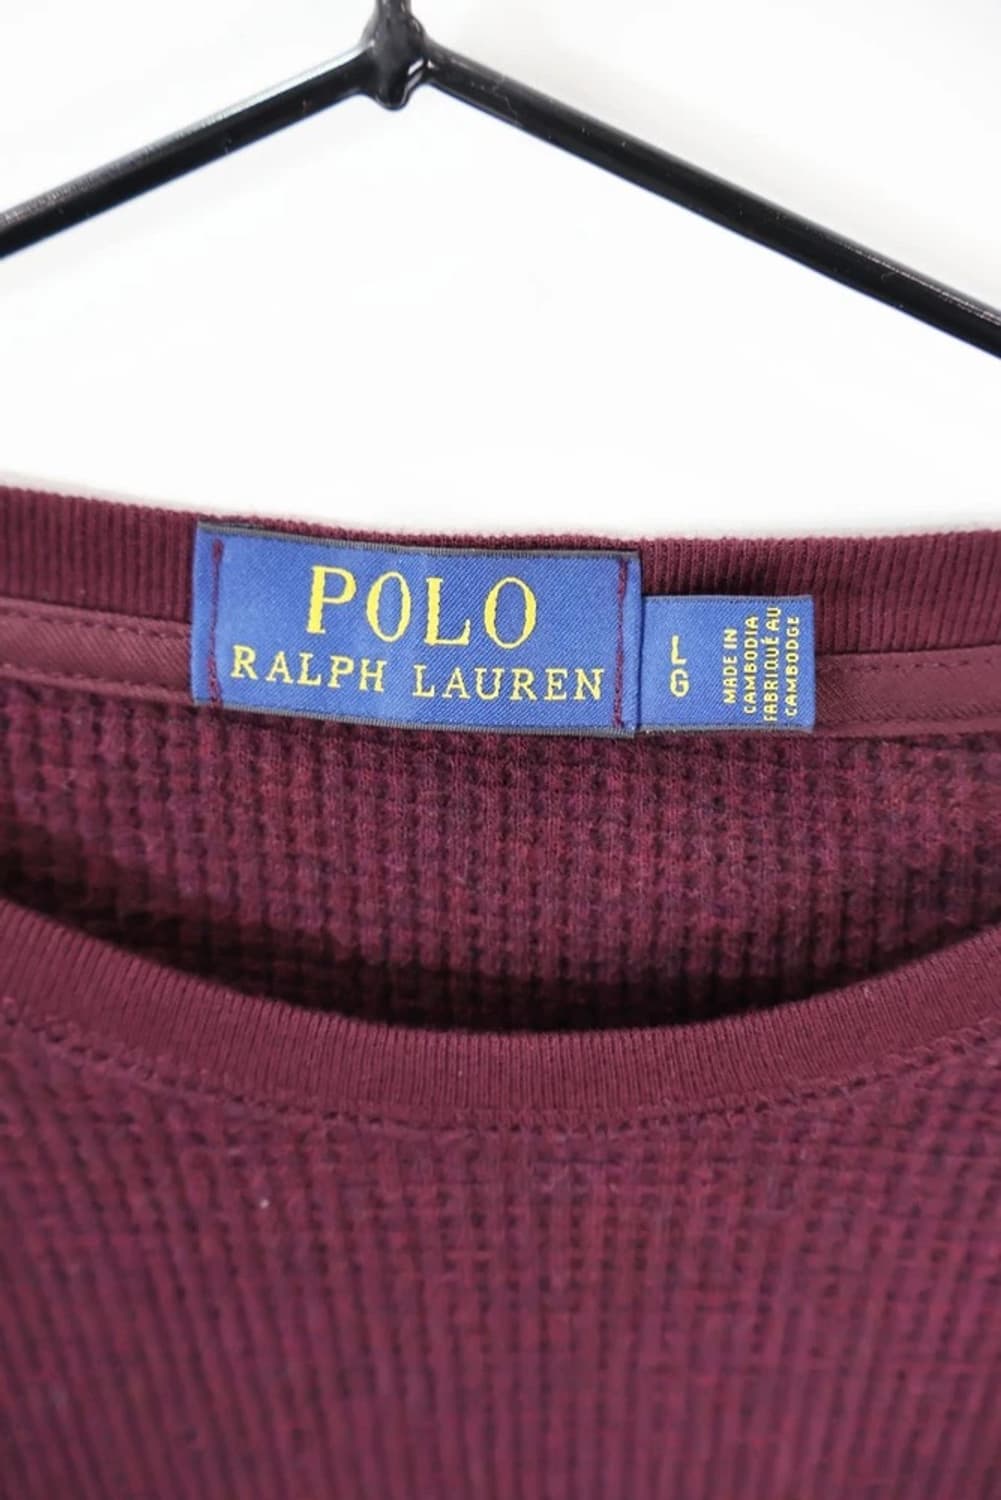 POLO
RALPH LAUREN
L
G
MADE IN
CAMBODIA
FABRIQUÉ AU
CAMBODGE